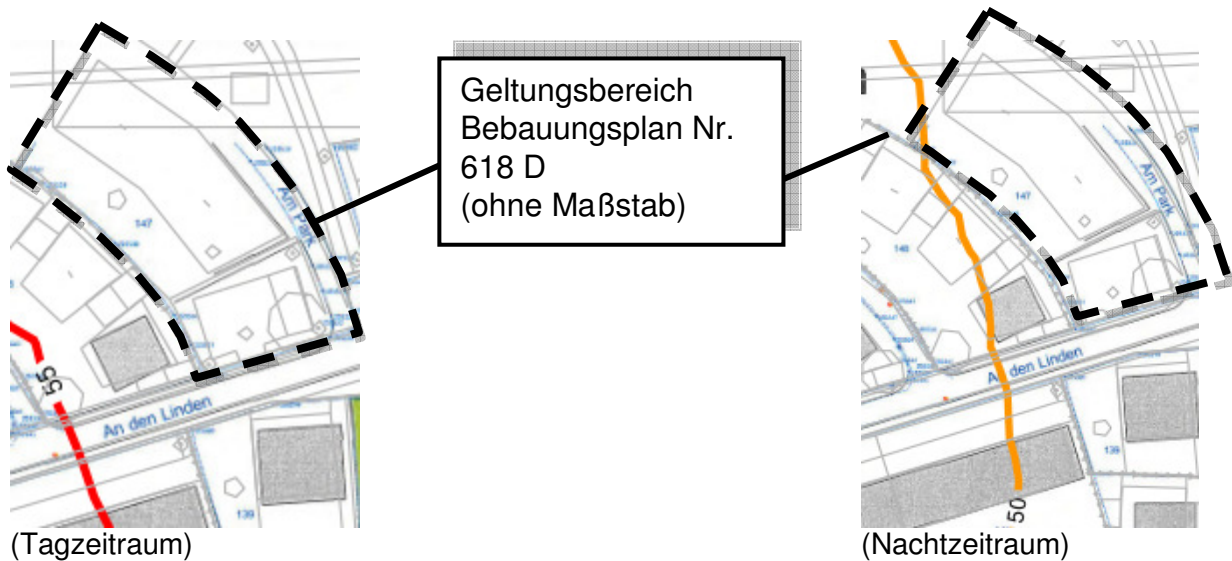 Geltungsbereich
Bebauungsplan Nr.
618 D
(ohne Maßstab)
147
Am Park
55
An den Linden
139
(Tagzeitraum)
147
Am Park
148
An den Linden
139
50
(Nachtzeitraum)